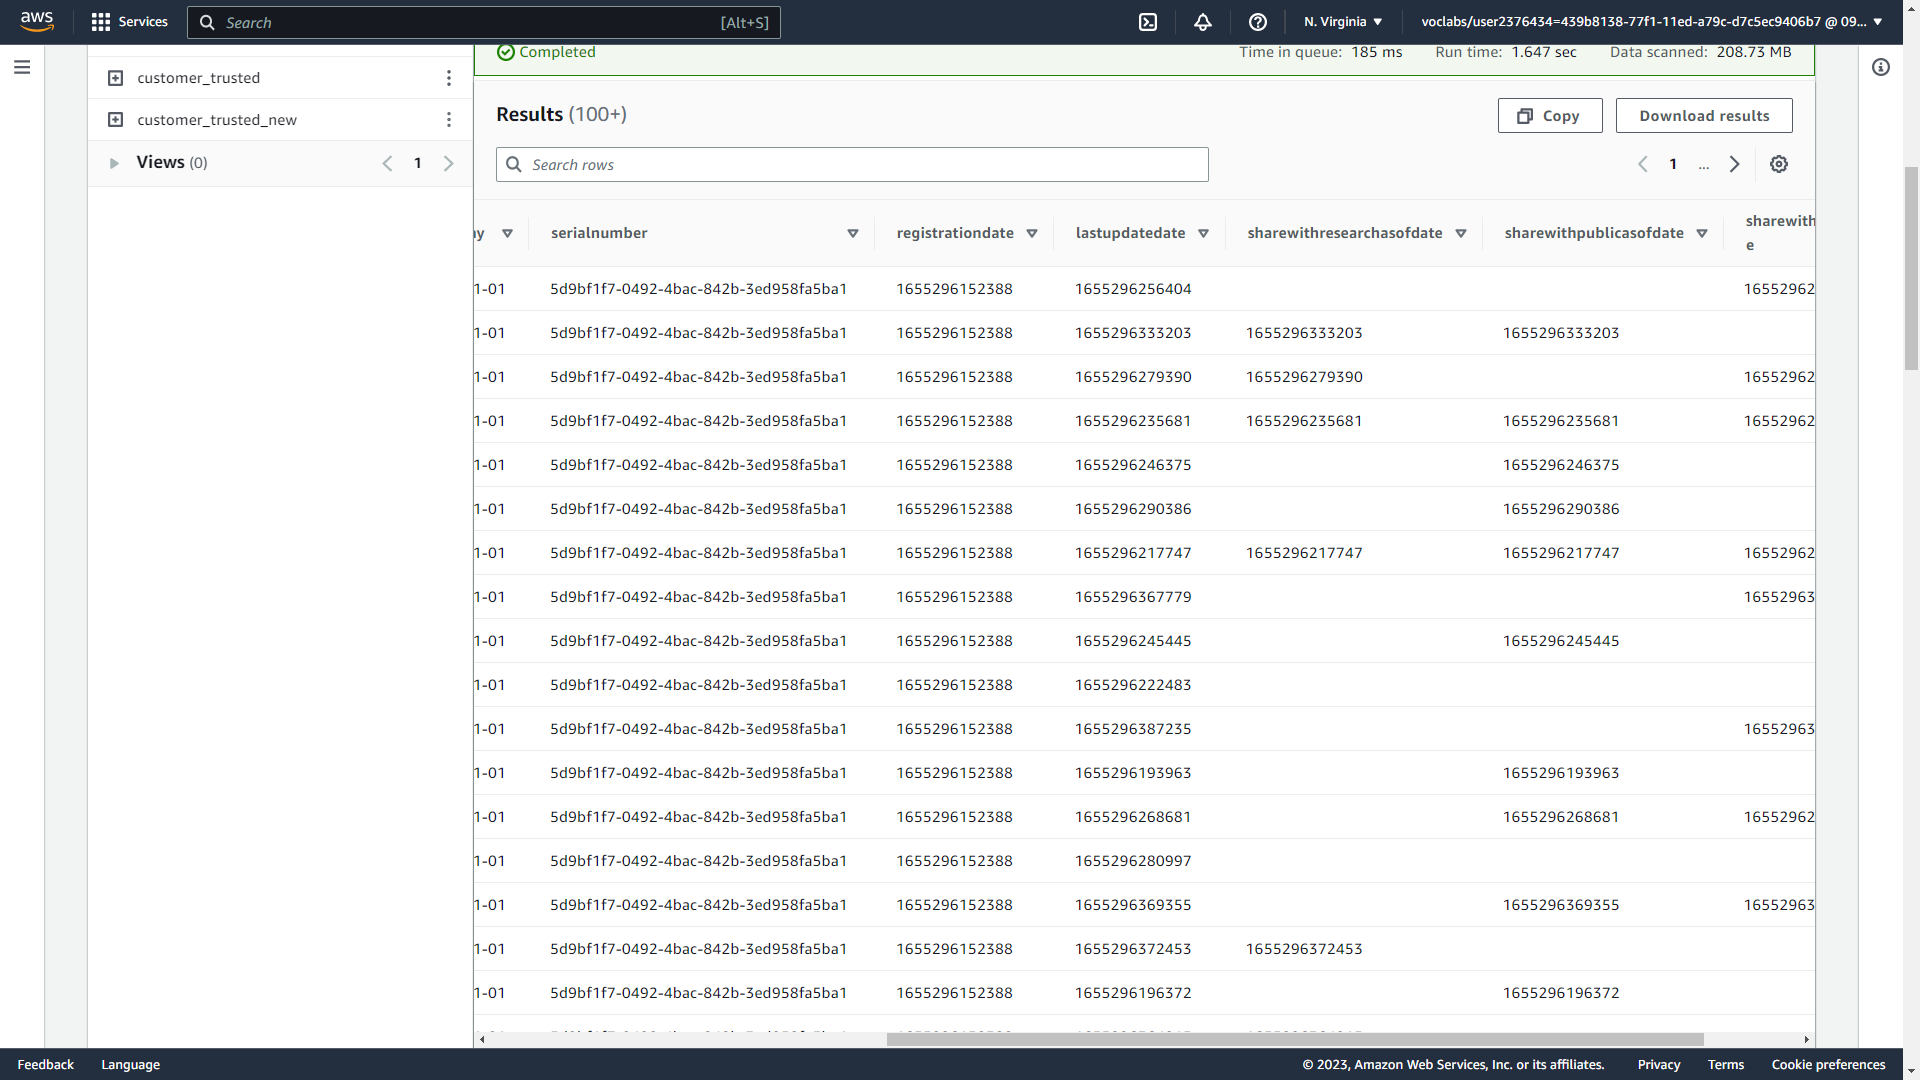 aws Services Search [Alt+S] N. Virginia voclabs/user2376434=439b8138-77f1-11ed-a79c-d7c5ec9406b7 @ 09...
customer_trusted
customer_trusted_new
Views (0) 1
Completed Time in queue: 185 ms Run time: 1.647 sec Data scanned: 208.73 MB
Results (100+) Copy Download results
Search rows 1 ...
serialnumber registrationdate lastupdatedate sharewithresearchasofdate sharewithpublicasofdate sharewith
e
1-01 5d9bf1f7-0492-4bac-842b-3ed958fa5ba1 1655296152388 1655296256404 16552962
1-01 5d9bf1f7-0492-4bac-842b-3ed958fa5ba1 1655296152388 1655296333203 1655296333203 1655296333203
1-01 5d9bf1f7-0492-4bac-842b-3ed958fa5ba1 1655296152388 1655296279390 1655296279390 16552962
1-01 5d9bf1f7-0492-4bac-842b-3ed958fa5ba1 1655296152388 1655296235681 1655296235681 1655296235681 16552962
1-01 5d9bf1f7-0492-4bac-842b-3ed958fa5ba1 1655296152388 1655296246375 1655296246375
1-01 5d9bf1f7-0492-4bac-842b-3ed958fa5ba1 1655296152388 1655296290386 1655296290386
1-01 5d9bf1f7-0492-4bac-842b-3ed958fa5ba1 1655296152388 1655296217747 1655296217747 1655296217747 16552962
1-01 5d9bf1f7-0492-4bac-842b-3ed958fa5ba1 1655296152388 1655296367779 16552963
1-01 5d9bf1f7-0492-4bac-842b-3ed958fa5ba1 1655296152388 1655296245445 1655296245445
1-01 5d9bf1f7-0492-4bac-842b-3ed958fa5ba1 1655296152388 1655296222483
1-01 5d9bf1f7-0492-4bac-842b-3ed958fa5ba1 1655296152388 1655296387235 16552963
1-01 5d9bf1f7-0492-4bac-842b-3ed958fa5ba1 1655296152388 1655296193963 1655296193963
1-01 5d9bf1f7-0492-4bac-842b-3ed958fa5ba1 1655296152388 1655296268681 1655296268681 16552962
1-01 5d9bf1f7-0492-4bac-842b-3ed958fa5ba1 1655296152388 1655296280997
1-01 5d9bf1f7-0492-4bac-842b-3ed958fa5ba1 1655296152388 1655296369355 1655296369355 16552963
1-01 5d9bf1f7-0492-4bac-842b-3ed958fa5ba1 1655296152388 1655296372453 1655296372453
1-01 5d9bf1f7-0492-4bac-842b-3ed958fa5ba1 1655296152388 1655296196372 1655296196372
Feedback Language © 2023, Amazon Web Services, Inc. or its affiliates. Privacy Terms Cookie preferences